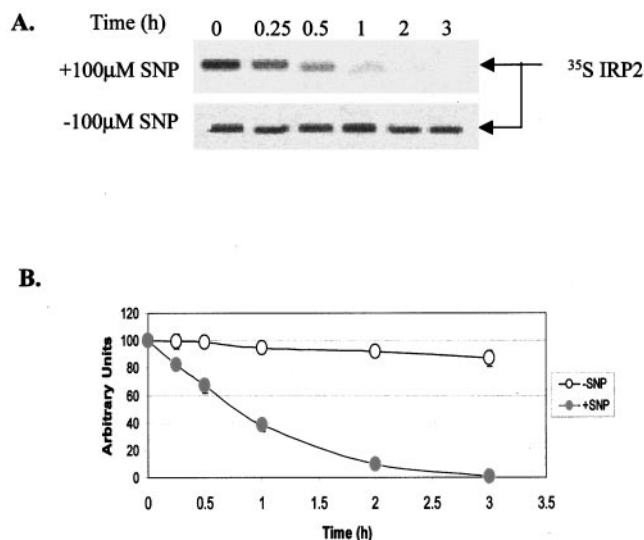 A.
Time (h) 0 0.25 0.5 1 2 3
+100µM SNP
35S IRP2
-100µM SNP
B.
Arbitrary Units
120
100
80
60
40
20
0
0 0.5 1 1.5 2 2.5 3 3.5
Time (h)
-SNP
+SNP